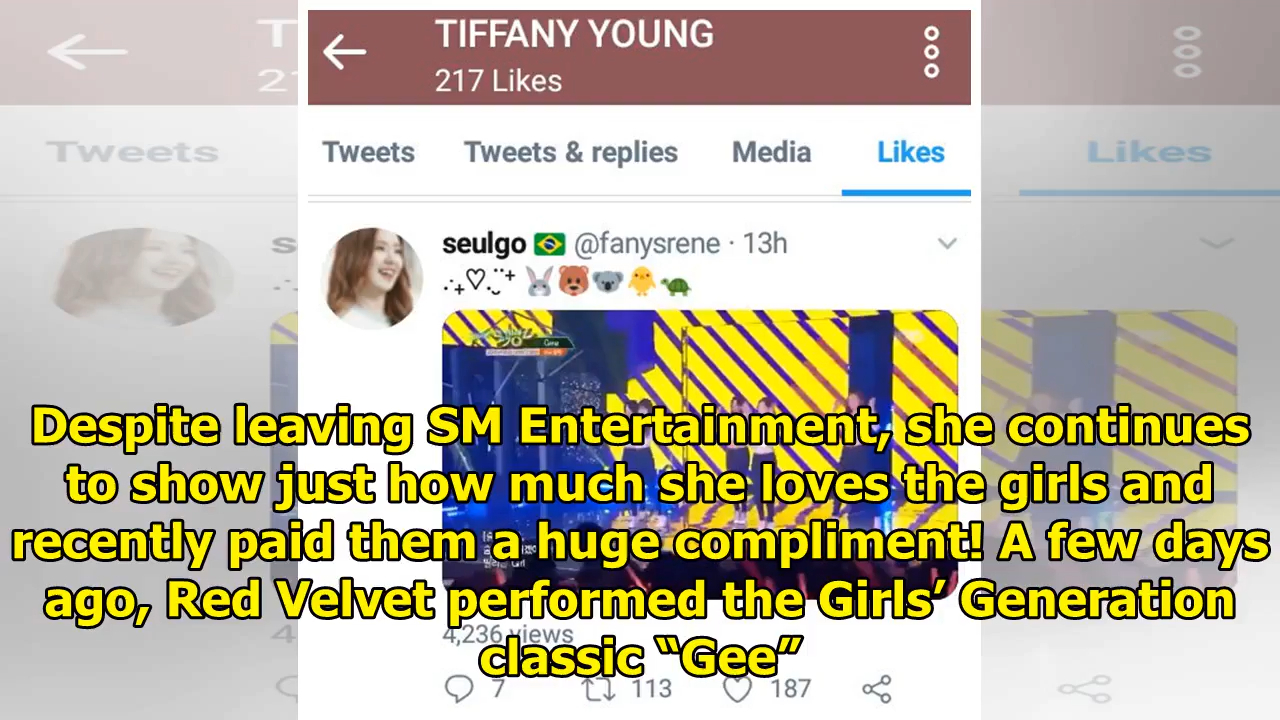 TIFFANY YOUNG
217 Likes
Tweets Tweets & replies Media Likes
seulgo @fanysrene · 13h
Despite leaving SM Entertainment, she continues
to show just how much she loves the girls and
recently paid them a huge compliment! A few days
ago, Red Velvet performed the Girls’ Generation
classic “Gee”
4,236 views
7 113 187
Tweets
Likes